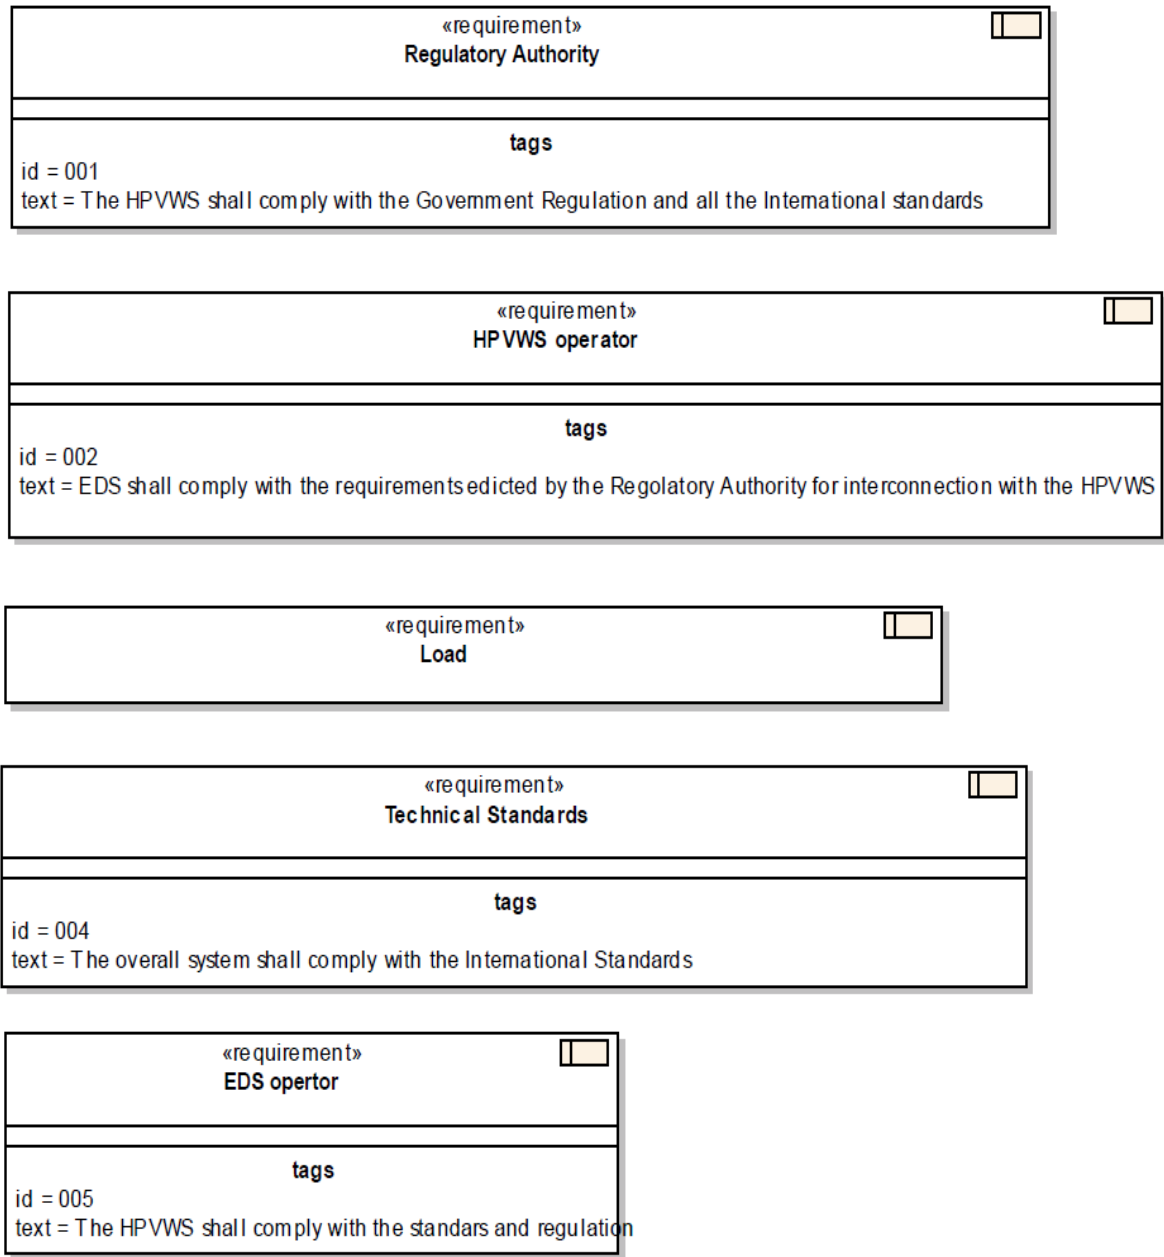 «requirement»
Regulatory Authority
tags
id = 001
text = The HPVWS shall comply with the Government Regulation and all the International standards
«requirement»
HPVWS operator
tags
id = 002
text = EDS shall comply with the requirements edicted by the Regolatory Authority for interconnection with the HPVWS
«requirement»
Load
«requirement»
Technical Standards
tags
id = 004
text = The overall system shall comply with the International Standards
«requirement»
EDS opertor
tags
id = 005
text = The HPVWS shall comply with the standars and regulation